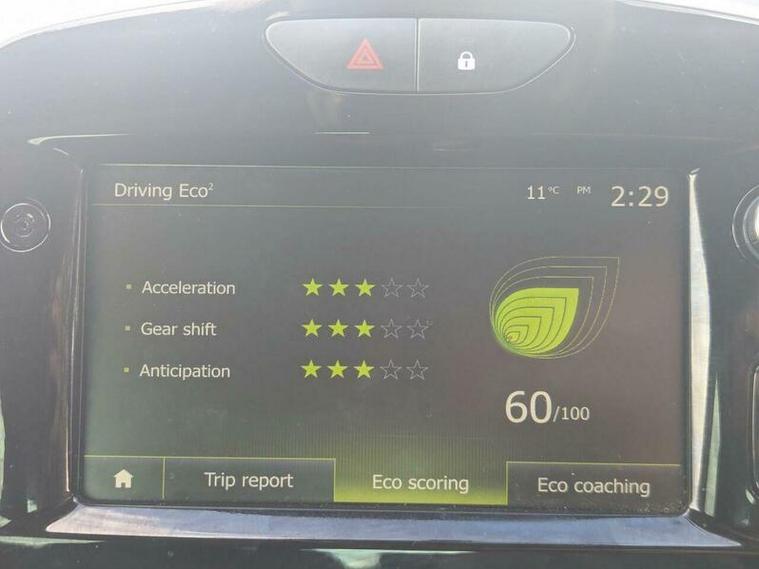 Driving Eco² 11°C PM 2:29
Acceleration
Gear shift
Anticipation
60/100
Trip report Eco scoring Eco coaching